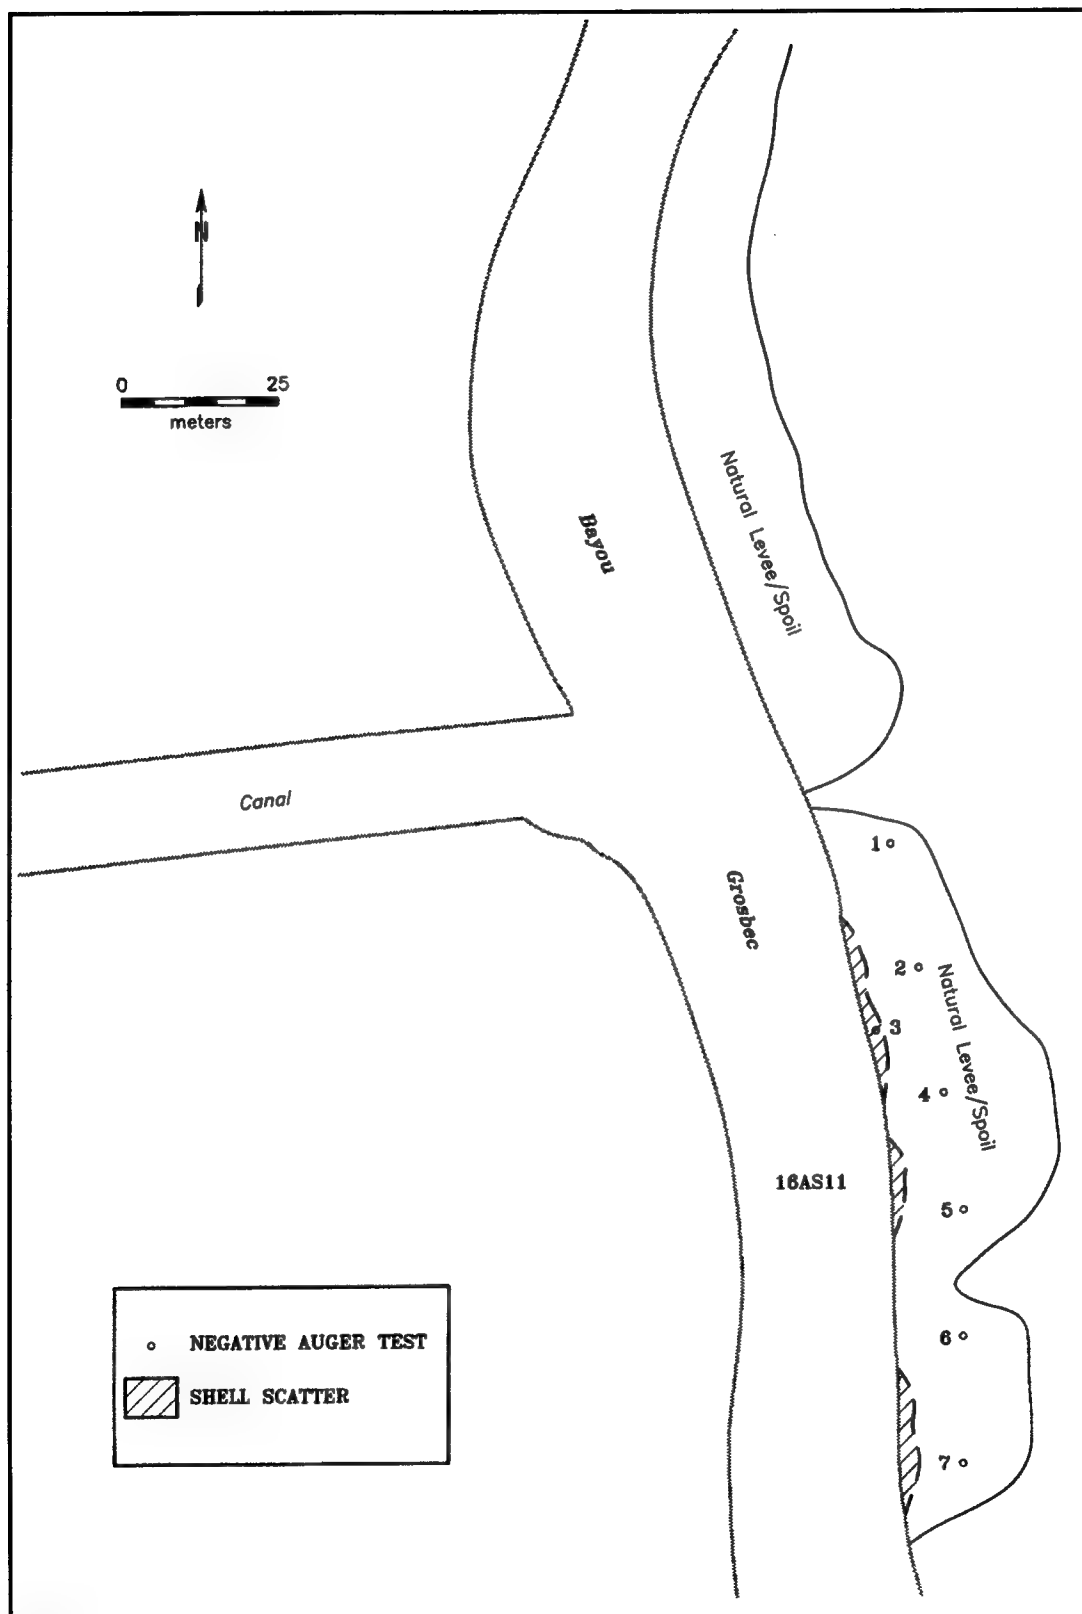 N
0 25
meters
Natural Levee/Spoil
Bayou
Canal
1
Grosbec
2
Natural Levee/Spoil
3
4
16AS11
5
6
NEGATIVE AUGER TEST
SHELL SCATTER
7